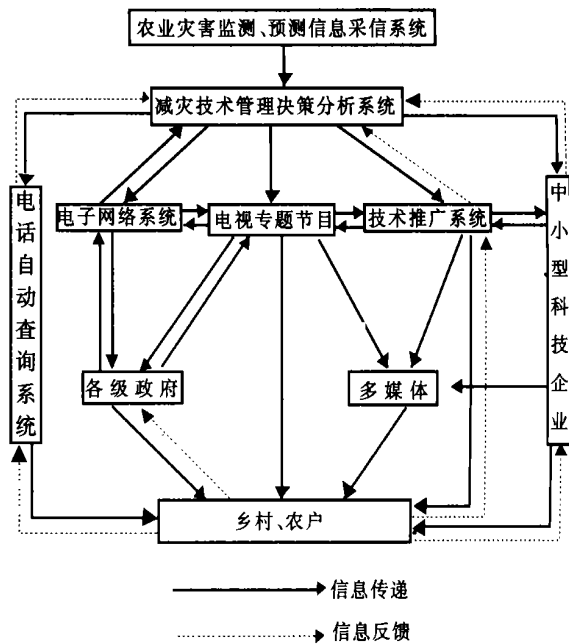 农业灾害监测、预测信息采信系统
减灾技术管理决策分析系统
电话自动查询系统
电子网络系统
电视专题节目
技术推广系统
中小型科技企业
各级政府
多媒体
乡村、农户
信息传递
信息反馈